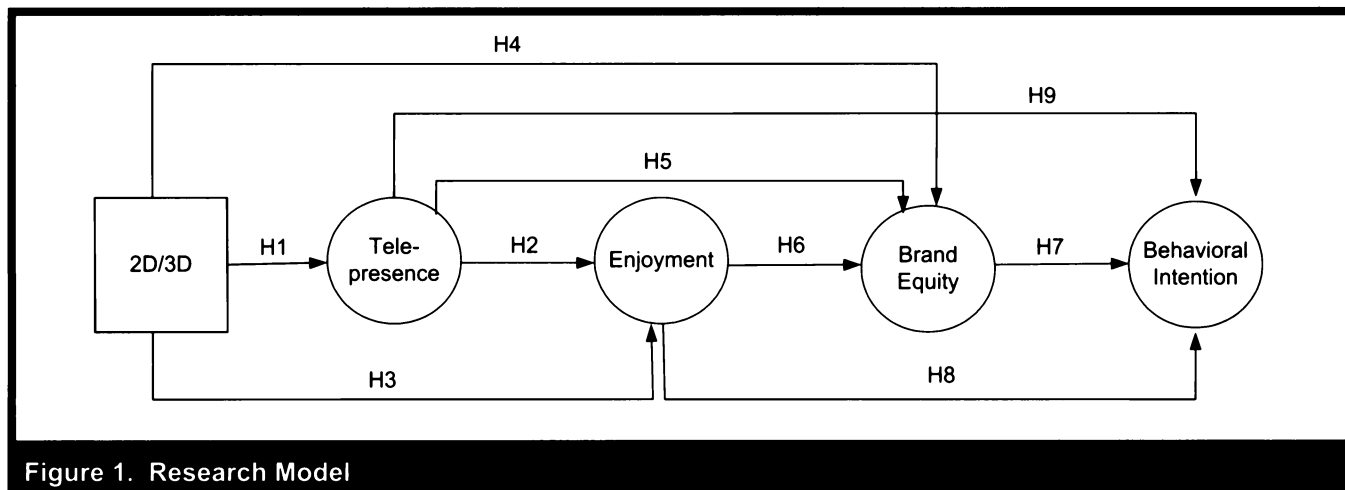 H4
H9
H5
2D/3D
H1
Tele-
presence
H2
Enjoyment
H6
Brand
Equity
H7
Behavioral
Intention
H3
H8
Figure 1. Research Model